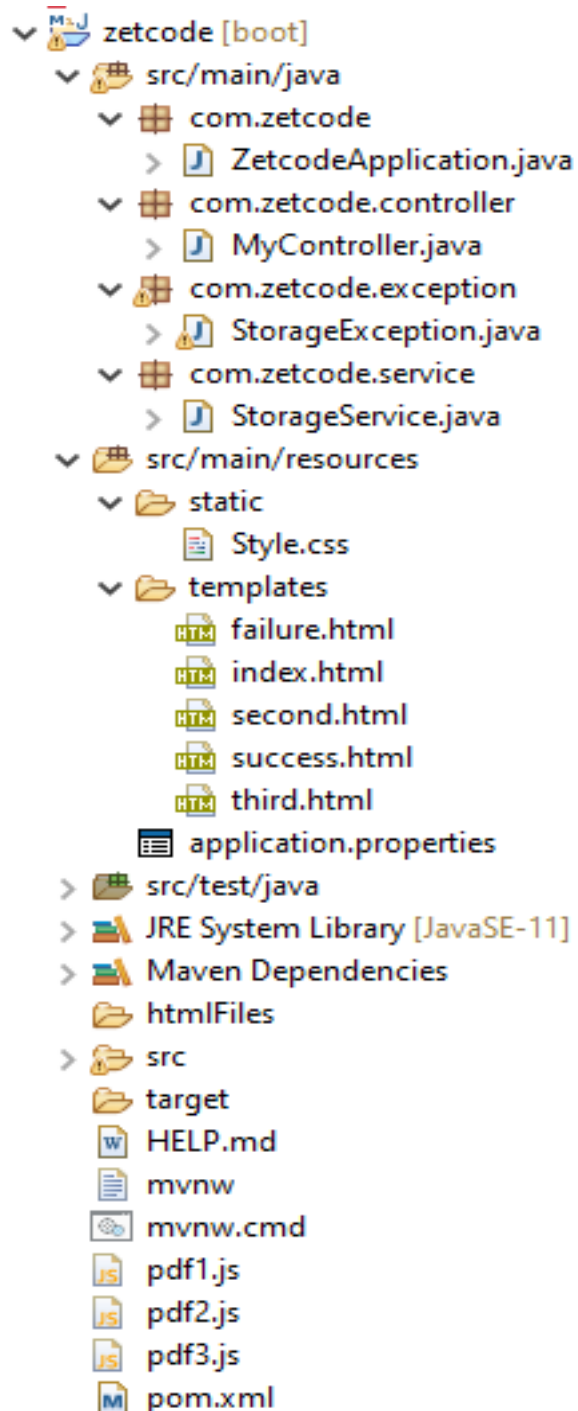 zetcode [boot]
src/main/java
com.zetcode
ZetcodeApplication.java
com.zetcode.controller
MyController.java
com.zetcode.exception
StorageException.java
com.zetcode.service
StorageService.java
src/main/resources
static
Style.css
templates
failure.html
index.html
second.html
success.html
third.html
application.properties
src/test/java
JRE System Library [JavaSE-11]
Maven Dependencies
htmlFiles
src
target
HELP.md
mvnw
mvnw.cmd
pdf1.js
pdf2.js
pdf3.js
pom.xml